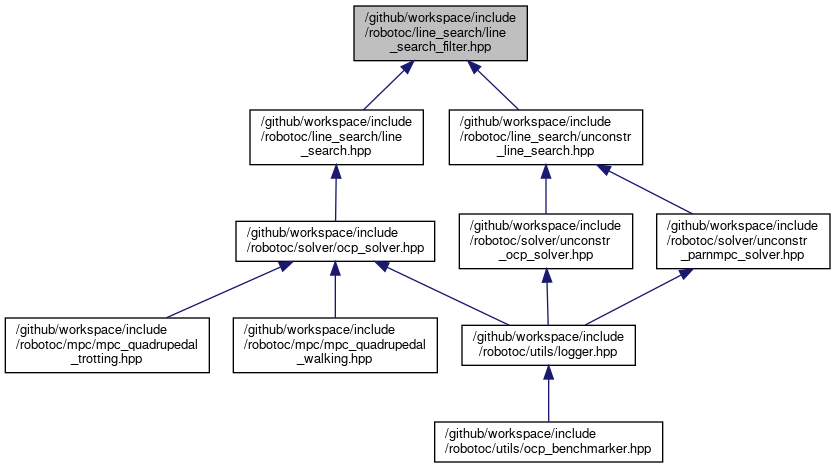 /github/workspace/include
/robotoc/line_search/line
_search_filter.hpp
/github/workspace/include
/robotoc/line_search/line
_search.hpp
/github/workspace/include
/robotoc/line_search/unconstr
_line_search.hpp
/github/workspace/include
/robotoc/solver/ocp_solver.hpp
/github/workspace/include
/robotoc/solver/unconstr
_ocp_solver.hpp
/github/workspace/include
/robotoc/solver/unconstr
_parnmpc_solver.hpp
/github/workspace/include
/robotoc/mpc/mpc_quadrupedal
_trotting.hpp
/github/workspace/include
/robotoc/mpc/mpc_quadrupedal
_walking.hpp
/github/workspace/include
/robotoc/utils/logger.hpp
/github/workspace/include
/robotoc/utils/ocp_benchmarker.hpp